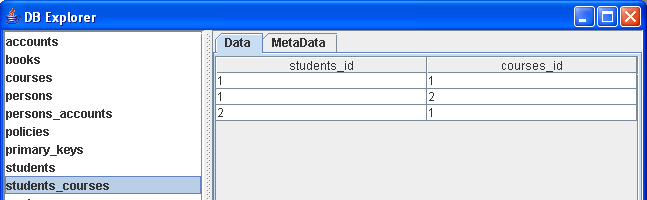 DB Explorer
accounts
books
courses
persons
persons_accounts
policies
primary_keys
students
students_courses
Data MetaData
students_id courses_id
1 1
1 2
2 1